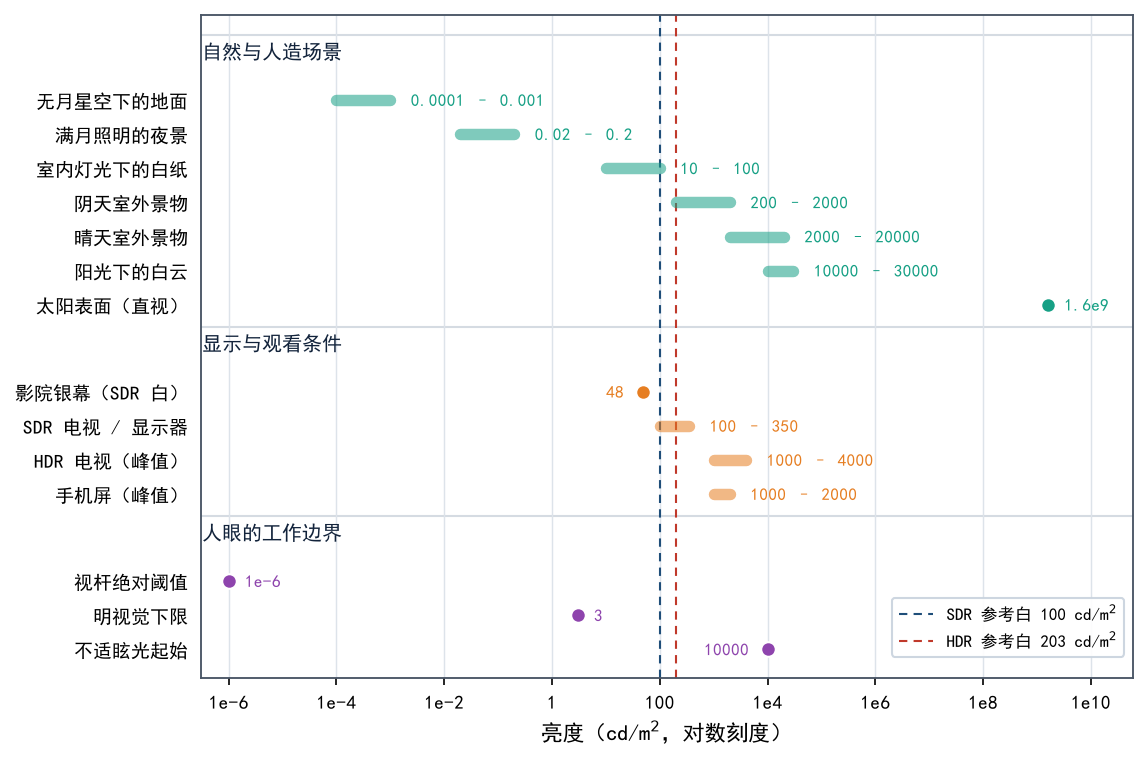 自然与人造场景
无月星空下的地面 0.0001 - 0.001
满月照明的夜景 0.02 - 0.2
室内灯光下的白纸 10 - 100
阴天室外景物 200 - 2000
晴天室外景物 2000 - 20000
阳光下的白云 10000 - 30000
太阳表面（直视） 1.6e9
显示与观看条件
影院银幕（SDR 白） 48
SDR 电视 / 显示器 100 - 350
HDR 电视（峰值） 1000 - 4000
手机屏（峰值） 1000 - 2000
人眼的工作边界
视杆绝对阈值 1e-6
明视觉下限 3
不适眩光起始 10000
SDR 参考白 100 cd/m²
HDR 参考白 203 cd/m²
1e-6 1e-4 1e-2 1 100 1e4 1e6 1e8 1e10
亮度（cd/m²，对数刻度）